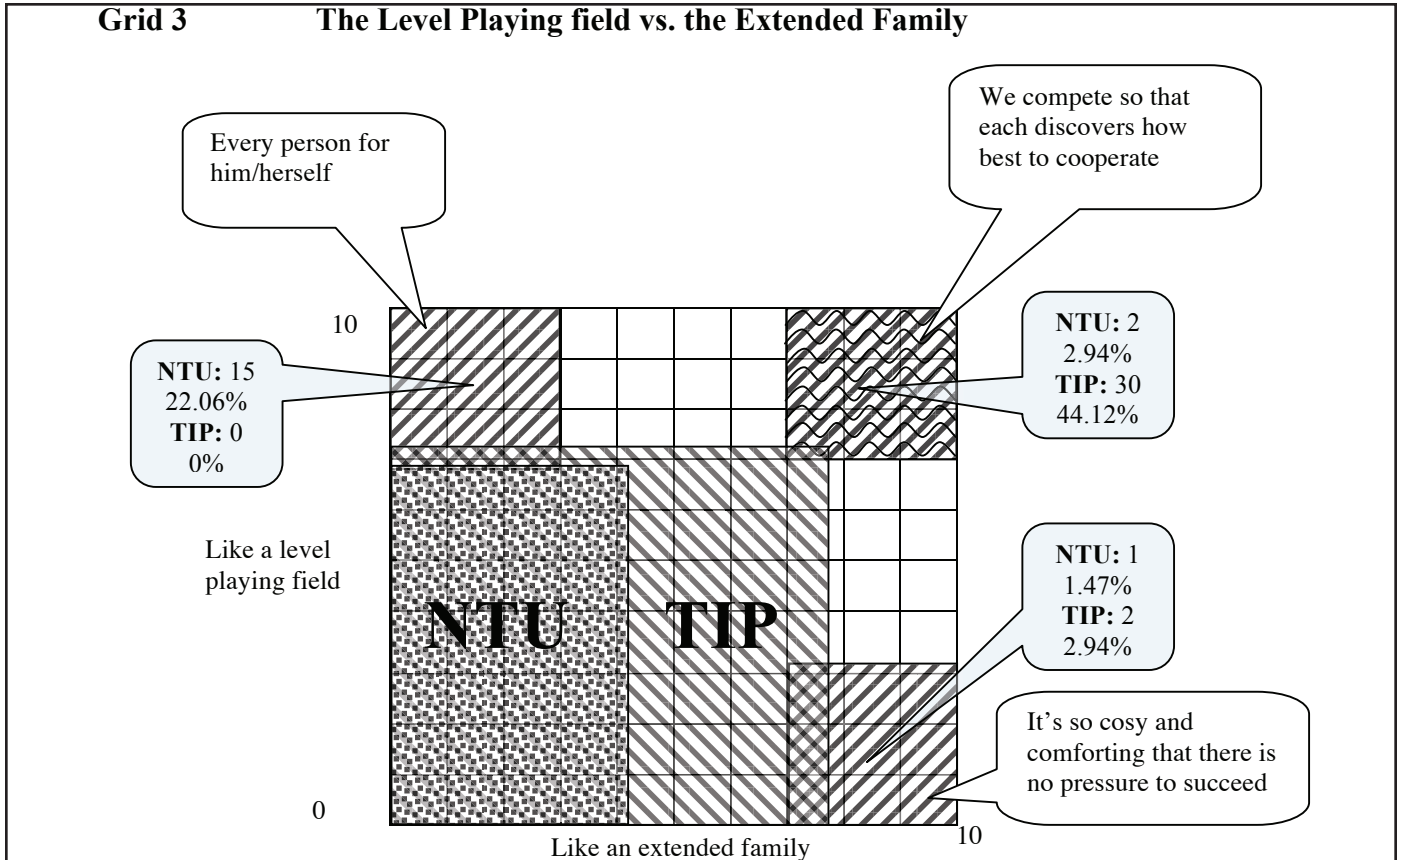 Grid 3 The Level Playing field vs. the Extended Family
We compete so that
each discovers how
best to cooperate
Every person for
him/herself
10
NTU: 15
22.06%
TIP: 0
0%
NTU: 2
2.94%
TIP: 30
44.12%
Like a level
playing field
NTU: 1
1.47%
TIP: 2
2.94%
NTU TIP
It's so cosy and
comforting that there is
no pressure to succeed
0
10
Like an extended family